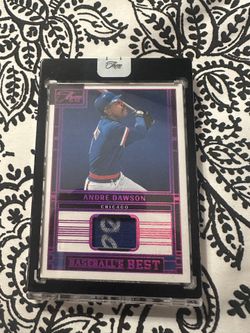 ANDRE DAWSON
CHICAGO
BASEBALL'S BEST